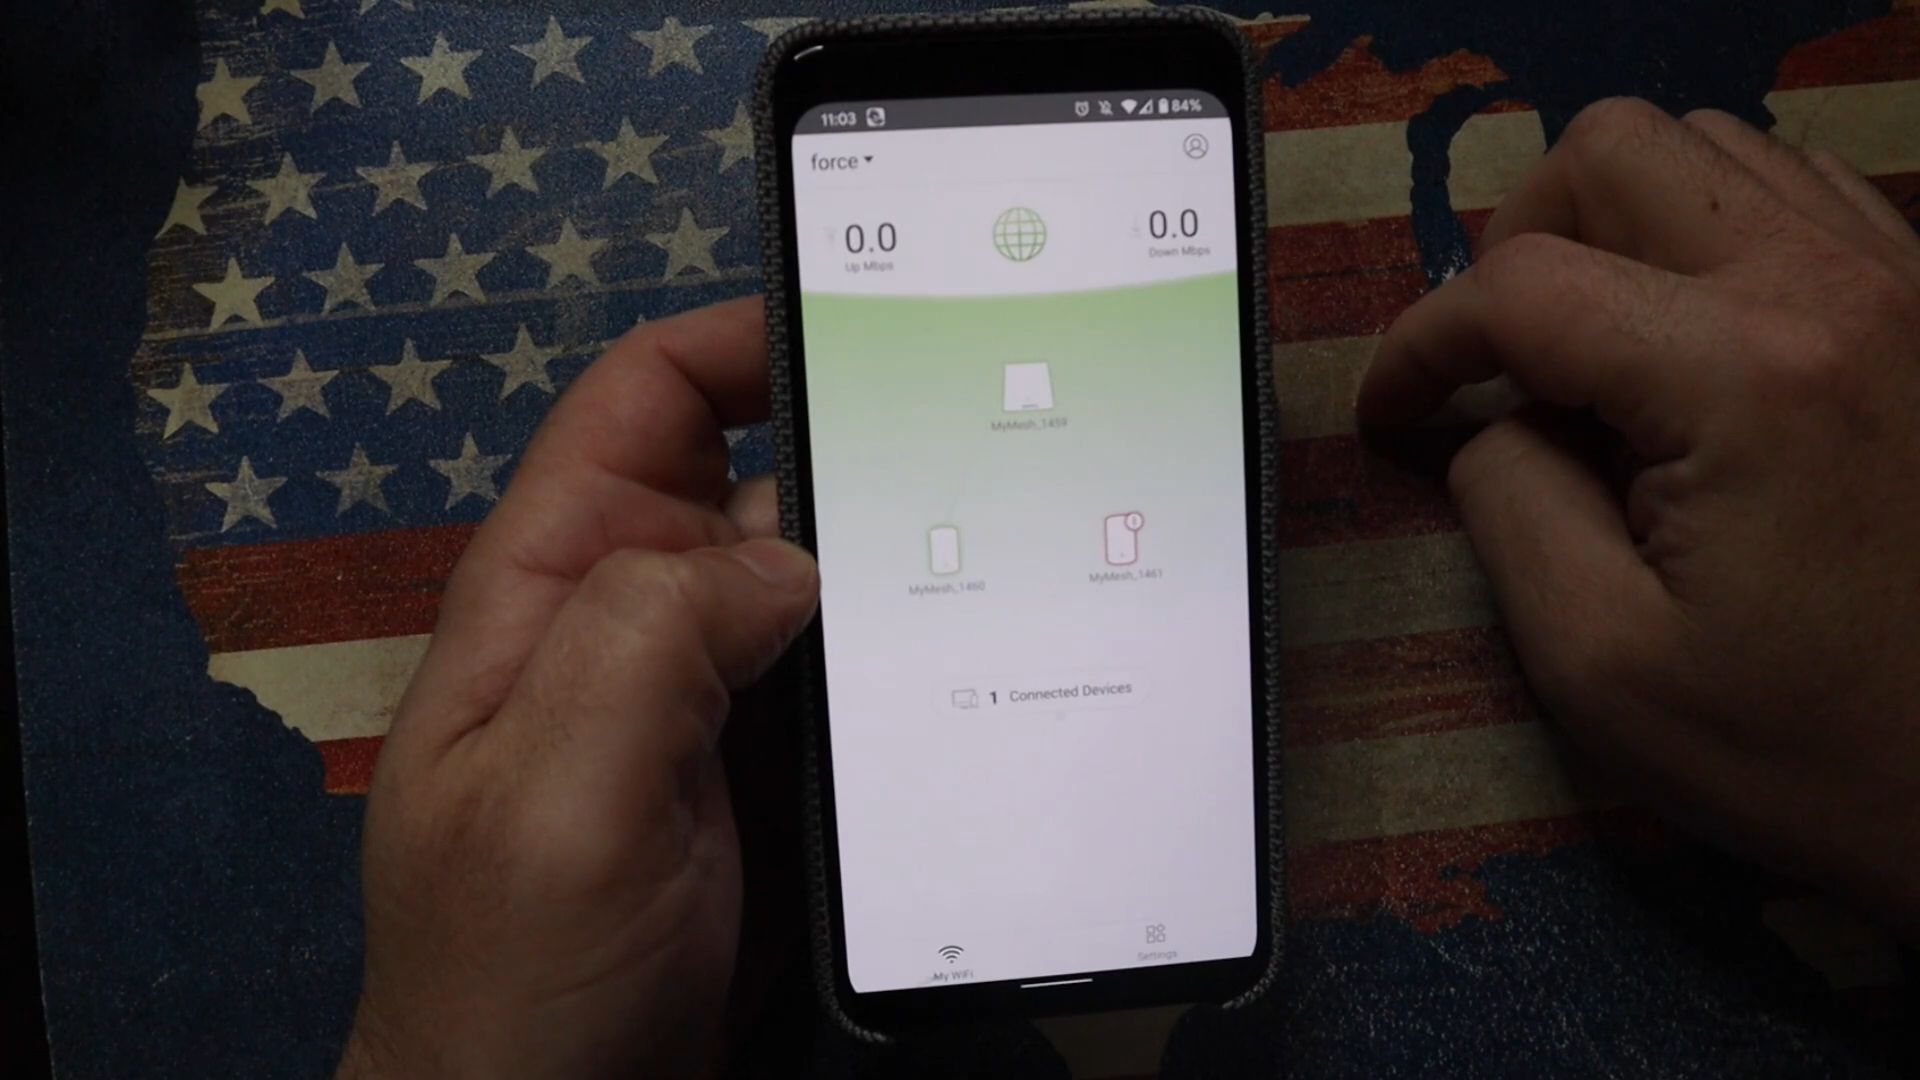 11:03 84%
force
0.0 0.0
Up Mbps Down Mbps
MyMesh_1459
MyMesh_1460 MyMesh_1461
1 Connected Devices
My WiFi Settings